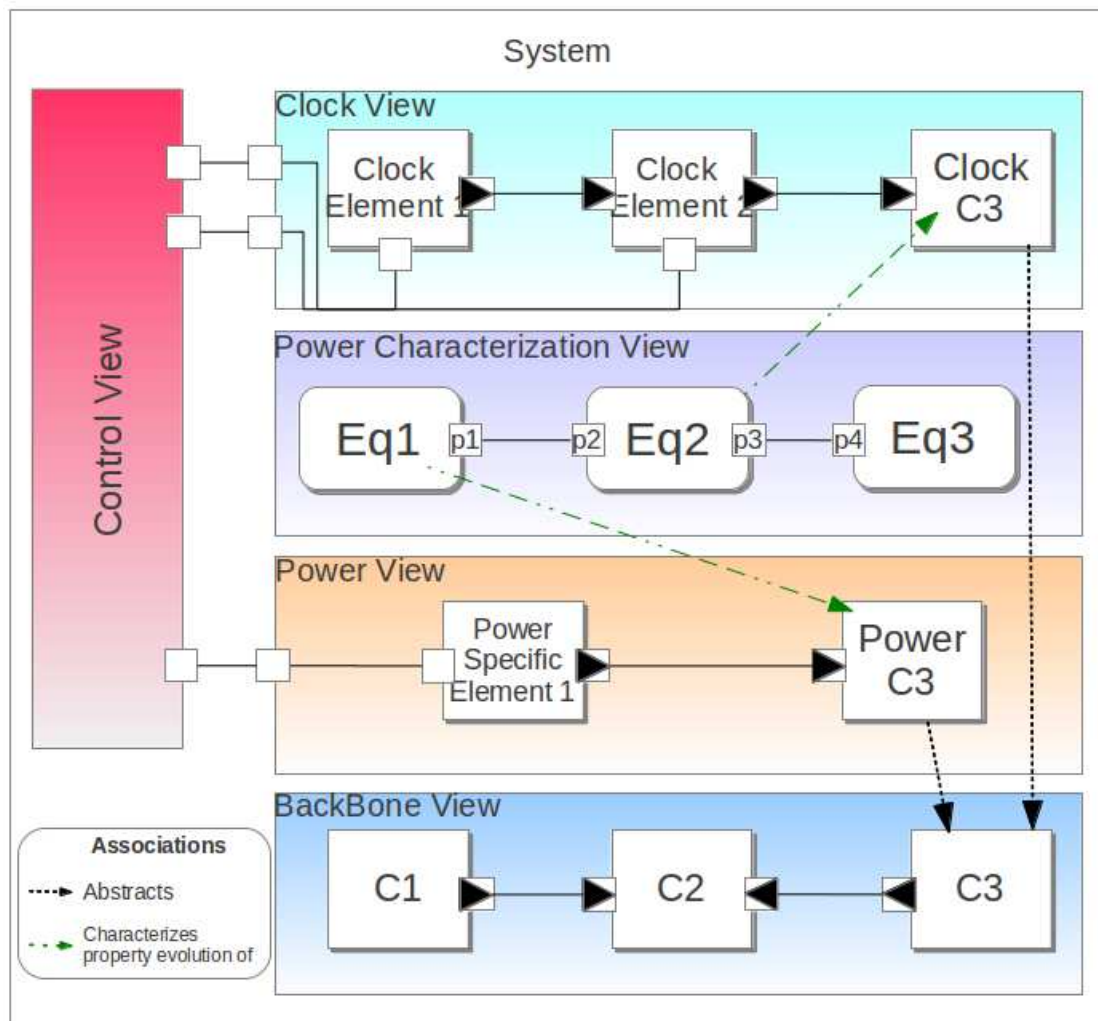 System
Control View
Clock View
Clock
Element 1
Clock
Element 2
Clock
C3
Power Characterization View
Eq1
p1
p2
Eq2
p3
p4
Eq3
Power View
Power
Specific
Element 1
Power
C3
BackBone View
C1
C2
C3
Associations
Abstracts
Characterizes
property evolution of